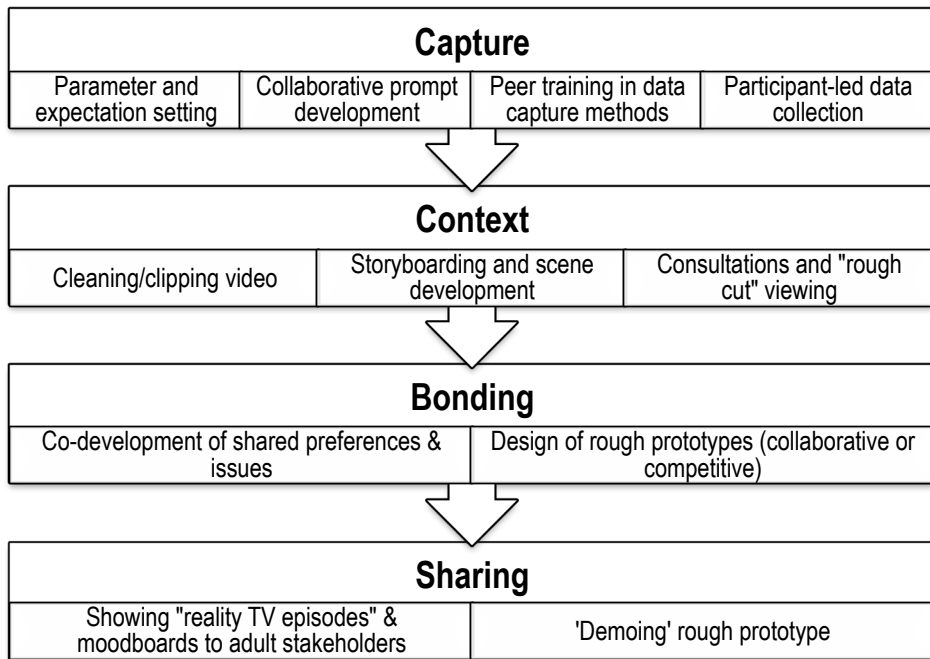 Capture
Parameter and
expectation setting
Collaborative prompt
development
Peer training in data
capture methods
Participant-led data
collection
Context
Cleaning/clipping video
Storyboarding and scene
development
Consultations and "rough
cut" viewing
Bonding
Co-development of shared preferences &
issues
Design of rough prototypes (collaborative or
competitive)
Sharing
Showing "reality TV episodes" &
moodboards to adult stakeholders
'Demoing' rough prototype